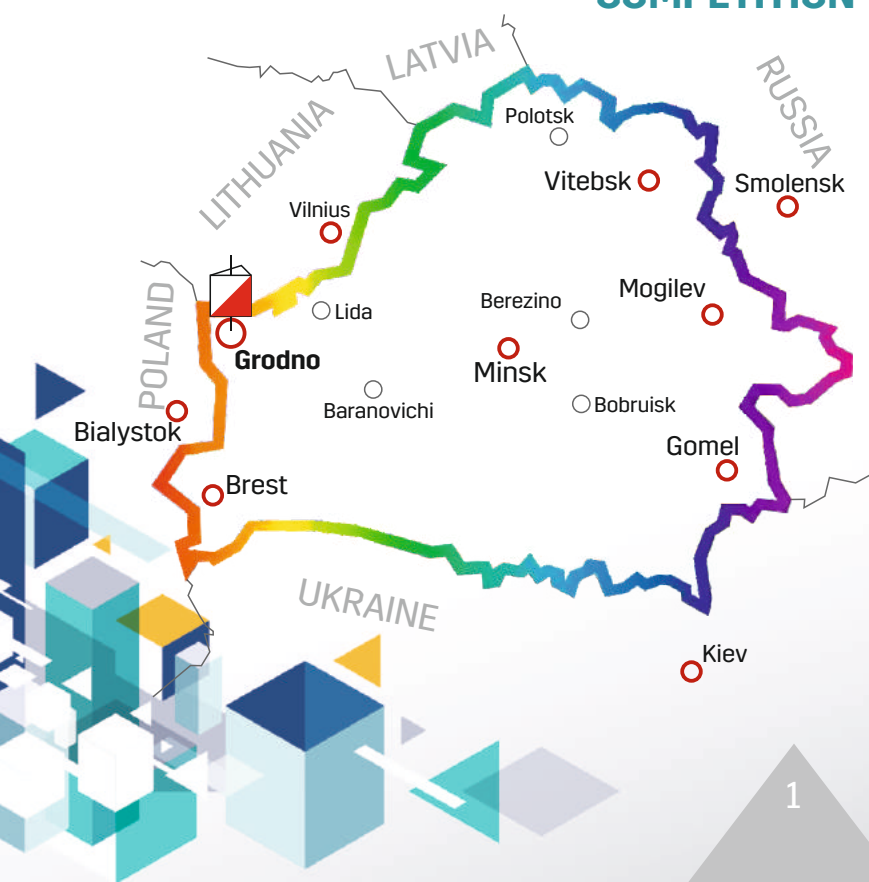 COMPETITION
LATVIA
RUSSIA
LITHUANIA
Polotsk
Vitebsk
Smolensk
Vilnius
POLAND
Lida
Berezino
Mogilev
Grodno
Minsk
Baranovichi
Bobruisk
Bialystok
Gomel
Brest
UKRAINE
Kiev
1